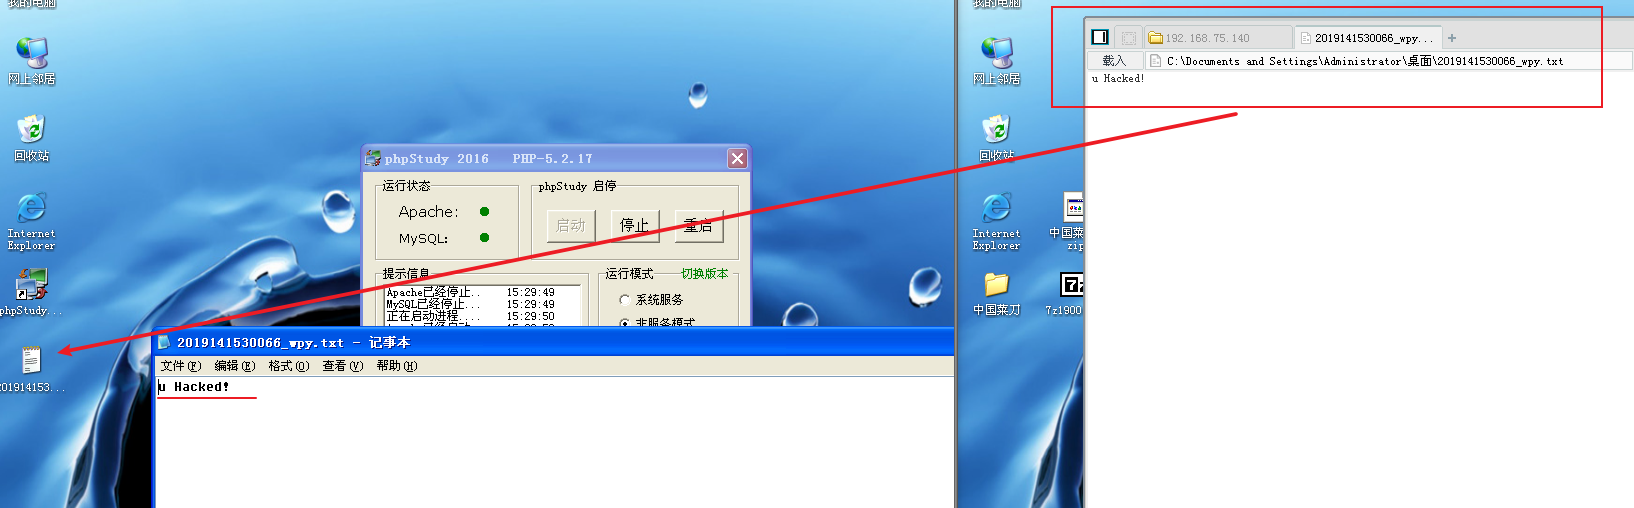 我的电脑
网上邻居
回收站
Internet
Explorer
phpStudy...
201914153...
phpStudy 2016 PHP-5.2.17
运行状态
Apache:
MySQL:
phpStudy 启停
启动
停止
重启
提示信息
Apache已经停止.. 15:29:49
MySQL已经停止... 15:29:49
正在启动进程.... 15:29:50
运行模式
切换版本
系统服务
非服务模式
2019141530066_wpy.txt - 记事本
文件(F) 编辑(E) 格式(O) 查看(V) 帮助(H)
u Hacked!
我的电脑
网上邻居
回收站
Internet
Explorer
中国菜刀
中国菜
zip
7z1900
192.168.75.140
2019141530066_wpy...
载入
C:\Documents and Settings\Administrator\桌面\2019141530066_wpy.txt
u Hacked!